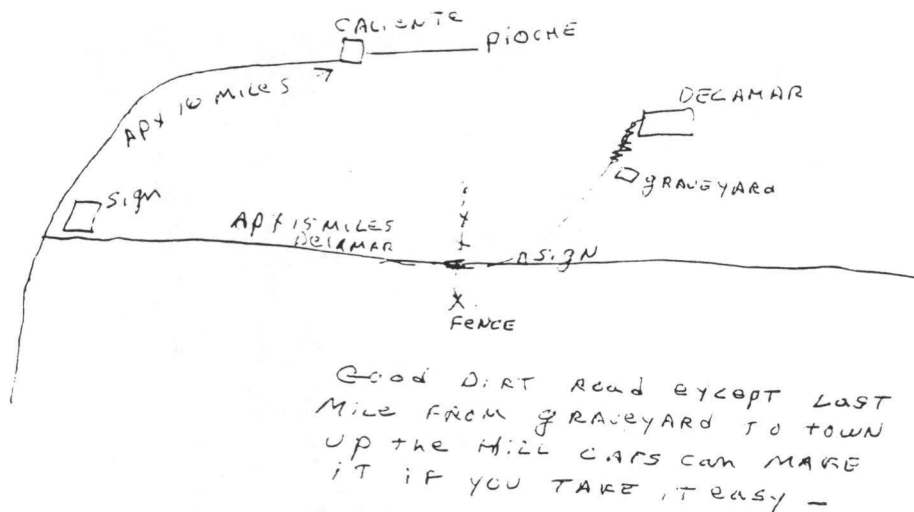 CALIENTE
PIOCHE
APX 16 MILES
DELAMAR
GRAVEYARD
SIGN
APX 15 MILES
DELAMAR
SIGN
FENCE
GOOD DIRT ROAD EXCEPT LAST
MILE FROM GRAVEYARD TO TOWN
UP THE HILL CARS CAN MAKE
IT IF YOU TAKE IT EASY –